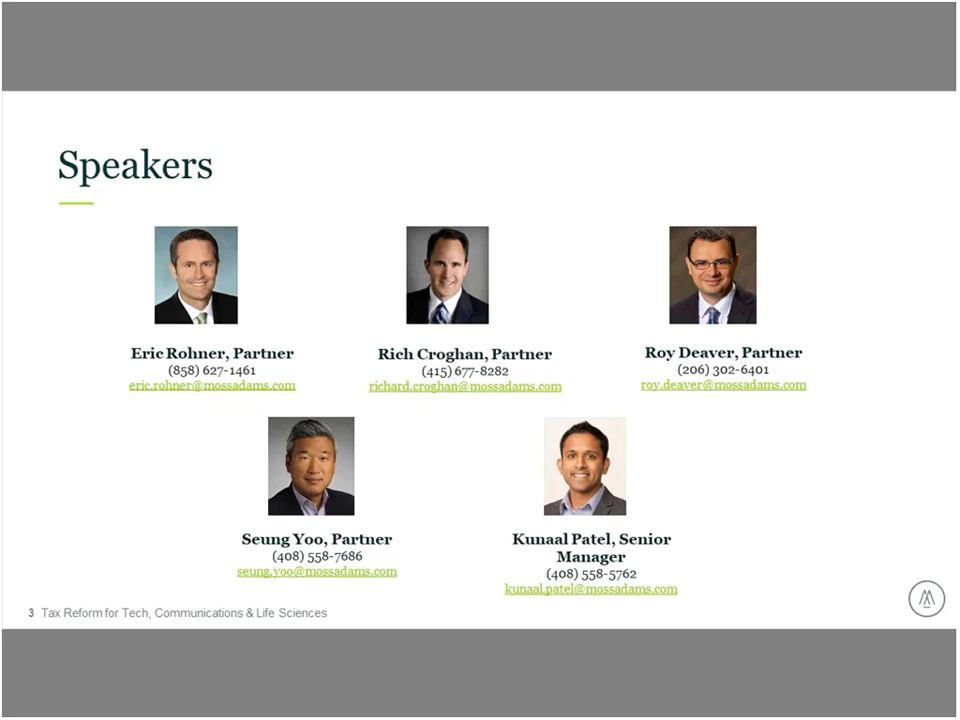 Speakers
Eric Rohner, Partner
(858) 627-1461
eric.rohner@mossadams.com
Rich Croghan, Partner
(415) 677-8282
richard.croghan@mossadams.com
Roy Deaver, Partner
(206) 302-6401
roy.deaver@mossadams.com
Seung Yoo, Partner
(408) 558-7686
seung.yoo@mossadams.com
Kunaal Patel, Senior
Manager
(408) 558-5762
kunaal.patel@mossadams.com
3 Tax Reform for Tech, Communications & Life Sciences